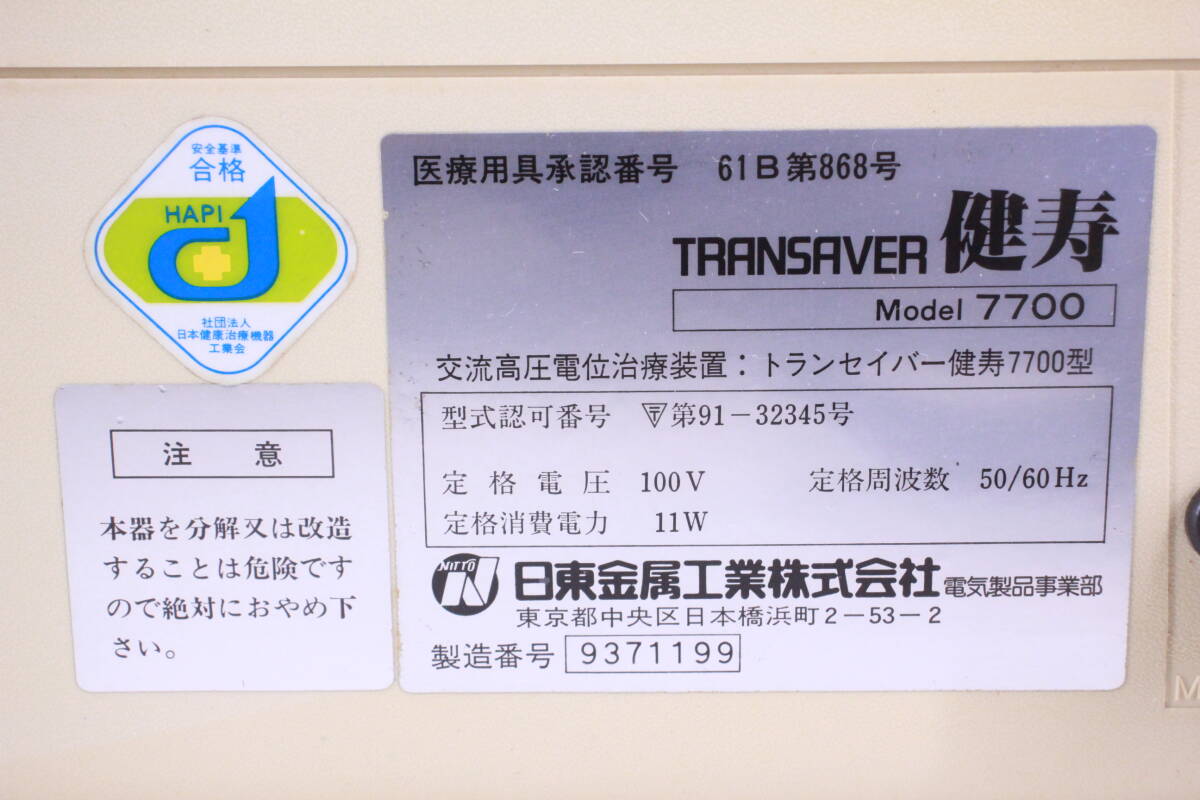 安全基準
合格
HAPI
社団法人
日本健康治療機器
工業会
注 意
本器を分解又は改造
することは危険です
ので絶対におやめ下
さい。
医療用具承認番号 61B第868号
TRANSAVER 健寿
Model 7700
交流高圧電位治療装置：トランセイバー健寿7700型
型式認可番号 第91－32345号
定格電圧 100V 定格周波数 50/60Hz
定格消費電力 11W
NiTTO 日東金属工業株式会社 電気製品事業部
東京都中央区日本橋浜町2－53－2
製造番号 9371199
M